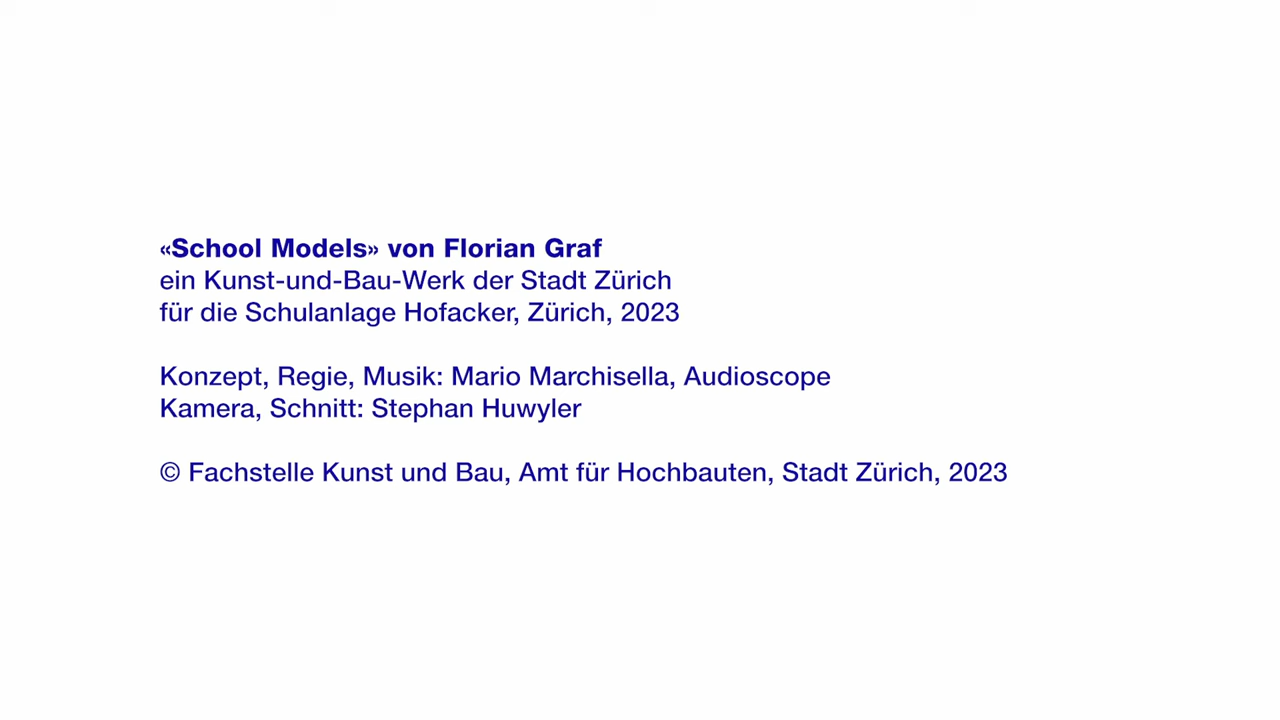 «School Models» von Florian Graf
ein Kunst-und-Bau-Werk der Stadt Zürich
für die Schulanlage Hofacker, Zürich, 2023
Konzept, Regie, Musik: Mario Marchisella, Audioscope
Kamera, Schnitt: Stephan Huwyler
© Fachstelle Kunst und Bau, Amt für Hochbauten, Stadt Zürich, 2023